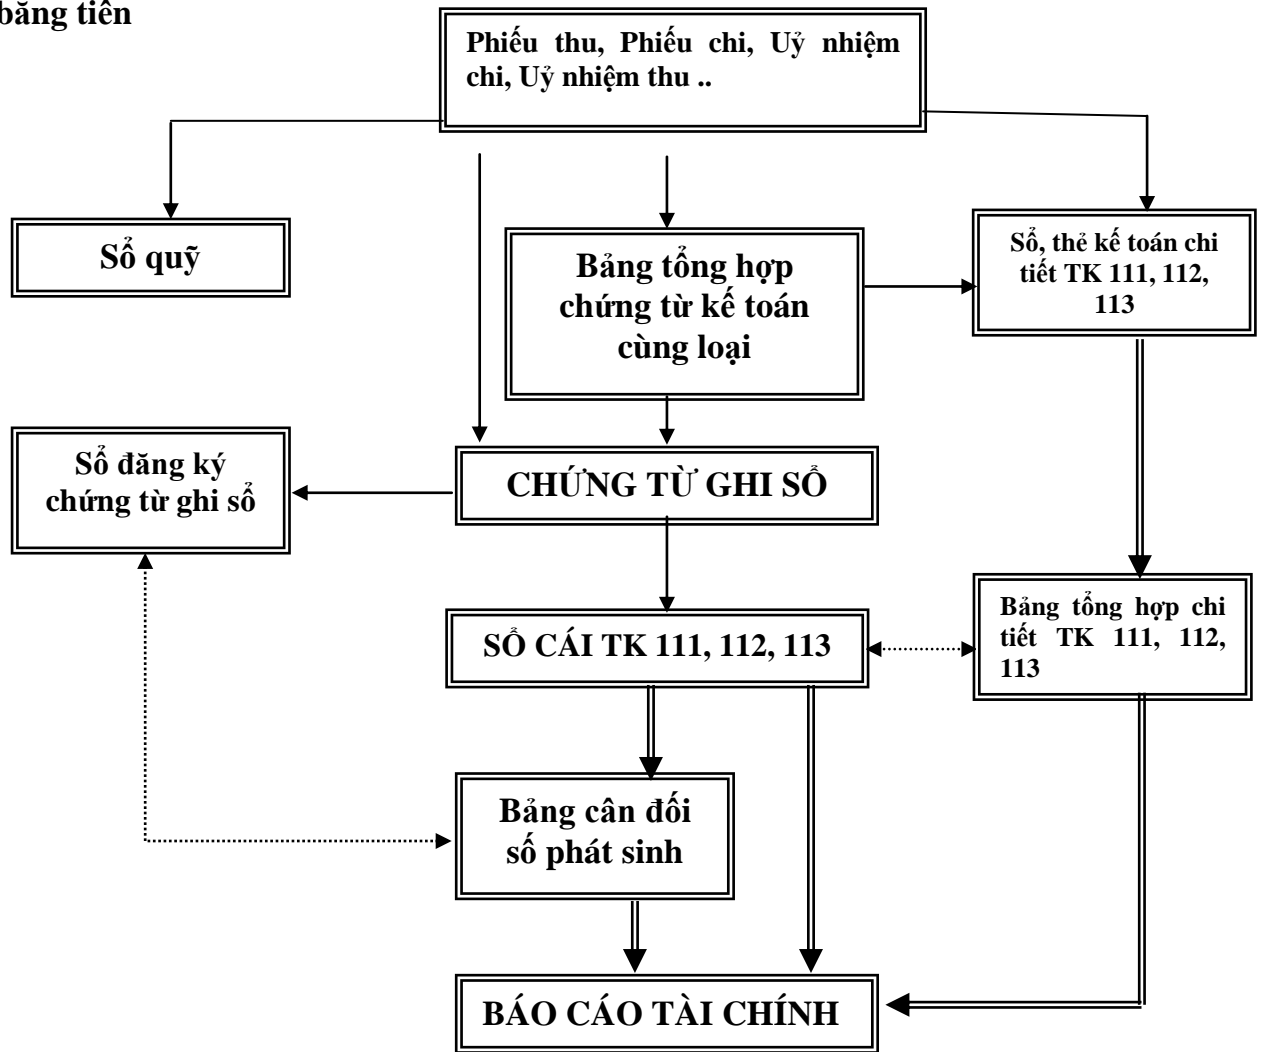 bằng tiền
Phiếu thu, Phiếu chi, Uỷ nhiệm
chi, Uỷ nhiệm thu ..
Sổ quỹ
Bảng tổng hợp
chứng từ kế toán
cùng loại
Sổ, thẻ kế toán chi
tiết TK 111, 112,
113
Sổ đăng ký
chứng từ ghi sổ
CHỨNG TỪ GHI SỔ
SỔ CÁI TK 111, 112, 113
Bảng tổng hợp chi
tiết TK 111, 112,
113
Bảng cân đối
số phát sinh
BÁO CÁO TÀI CHÍNH